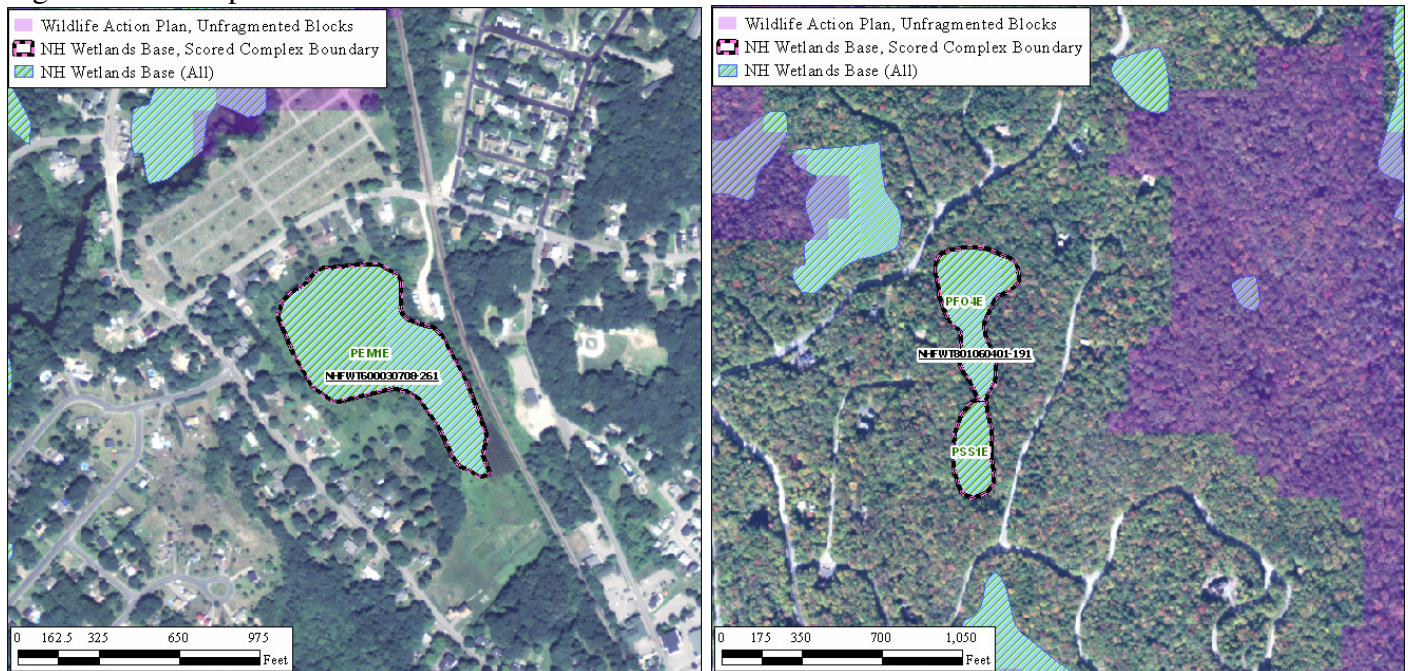 Wildlife Action Plan, Unfragmented Blocks
NH Wetlands Base, Scored Complex Boundary
NH Wetlands Base (All)
PEM1E
NHFWT600030708-261
0 162.5 325 650 975
Feet
Wildlife Action Plan, Unfragmented Blocks
NH Wetlands Base, Scored Complex Boundary
NH Wetlands Base (All)
PFO4E
NHFWT801060401-191
PSS1E
0 175 350 700 1,050
Feet